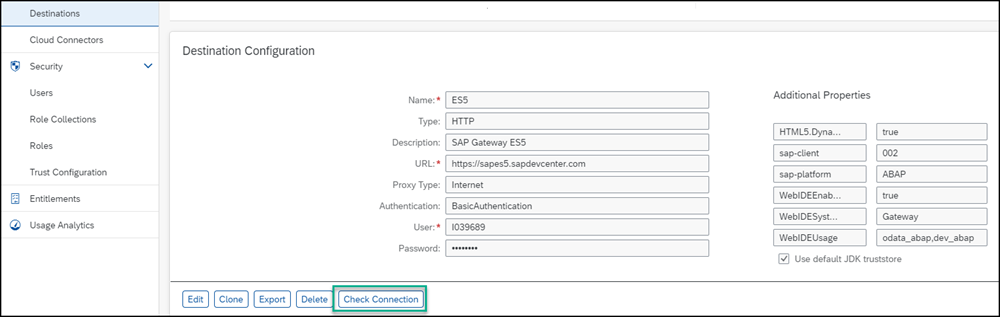 Destinations
Cloud Connectors
Security
Users
Role Collections
Roles
Trust Configuration
Entitlements
Usage Analytics
Destination Configuration
Name:* ES5
Type: HTTP
Description: SAP Gateway ES5
URL:* https://sapes5.sapdevcenter.com
Proxy Type: Internet
Authentication: BasicAuthentication
User:* I039689
Password: ••••••••
Additional Properties
HTML5.Dyna... true
sap-client 002
sap-platform ABAP
WebIDEEnab... true
WebIDESyst... Gateway
WebIDEUsage odata_abap,dev_abap
Use default JDK truststore
Edit Clone Export Delete Check Connection